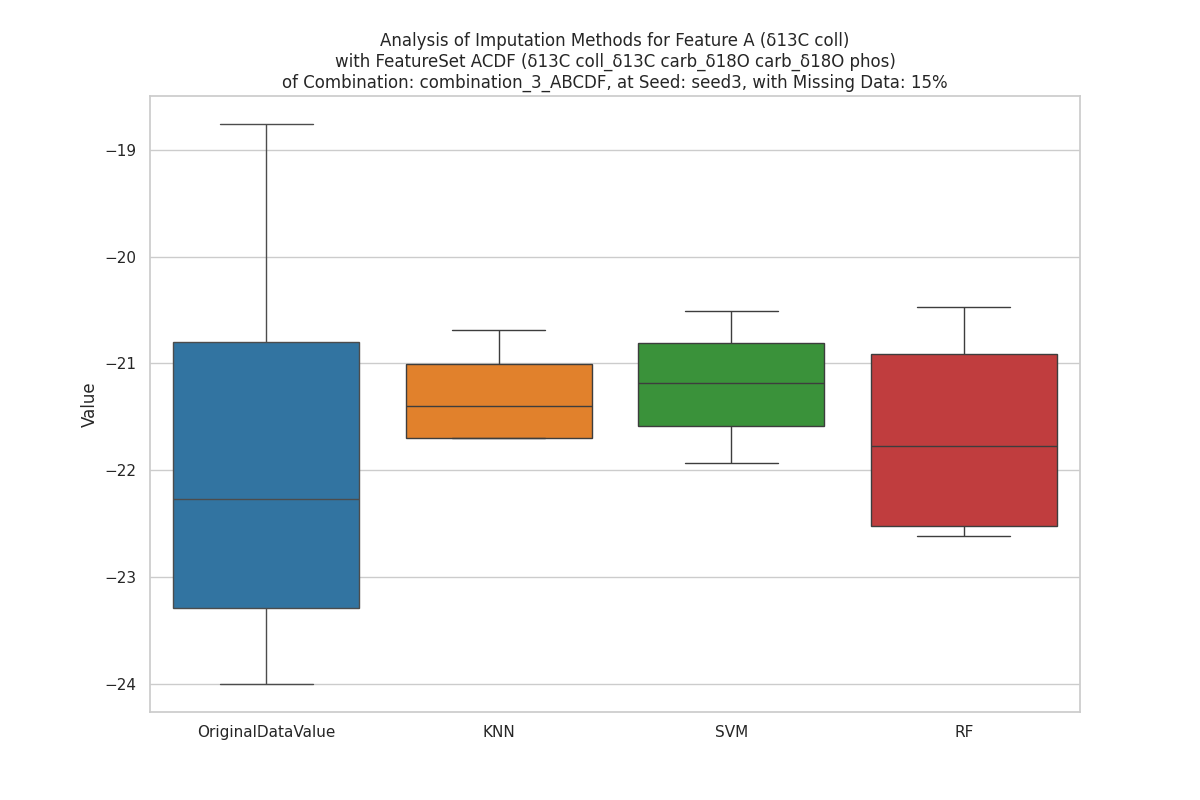 Analysis of Imputation Methods for Feature A (δ13C coll)
with FeatureSet ACDF (δ13C coll_δ13C carb_δ18O carb_δ18O phos)
of Combination: combination_3_ABCDF, at Seed: seed3, with Missing Data: 15%
Value
−19
−20
−21
−22
−23
−24
OriginalDataValue
KNN
SVM
RF